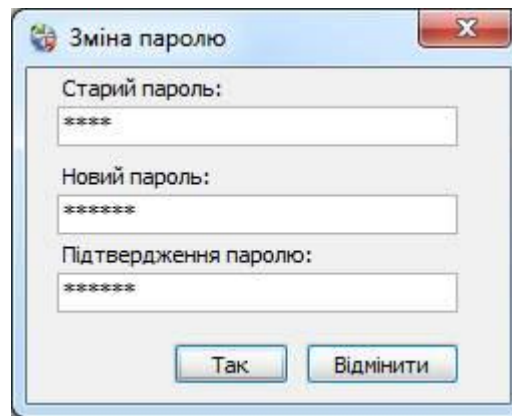 Зміна паролю
Старий пароль:
****
Новий пароль:
******
Підтвердження паролю:
******
Так Відмінити